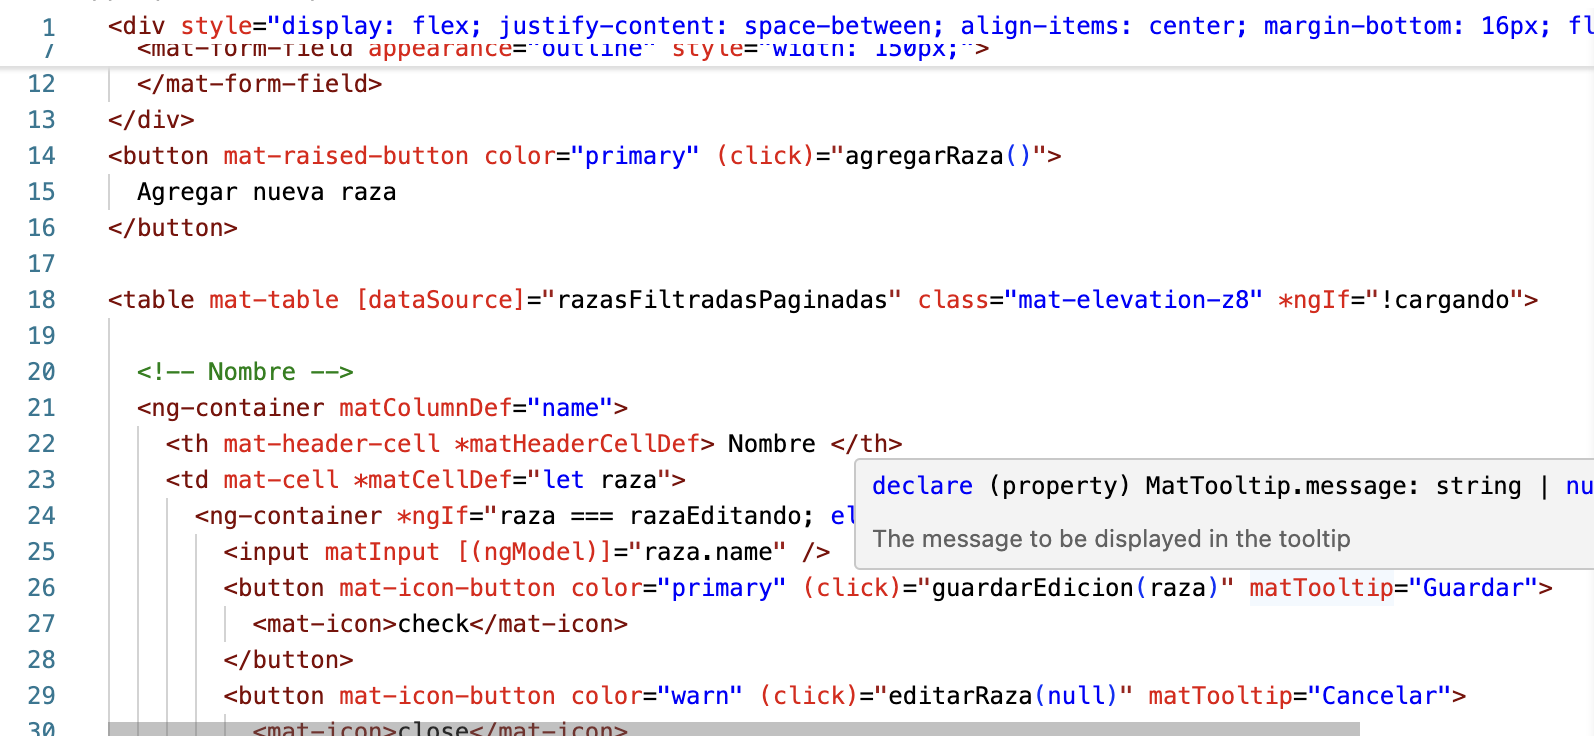 1 <div style="display: flex; justify-content: space-between; align-items: center; margin-bottom: 16px; fl
7 <mat-form-field appearance="outline" style="width: 150px;">
12 </mat-form-field>
13 </div>
14 <button mat-raised-button color="primary" (click)="agregarRaza()">
15 Agregar nueva raza
16 </button>
17
18 <table mat-table [dataSource]="razasFiltradasPaginadas" class="mat-elevation-z8" *ngIf="!cargando">
19
20 <!-- Nombre -->
21 <ng-container matColumnDef="name">
22 <th mat-header-cell *matHeaderCellDef> Nombre </th>
23 <td mat-cell *matCellDef="let raza">
declare (property) MatTooltip.message: string | nu
24 <ng-container *ngIf="raza === razaEditando; el
The message to be displayed in the tooltip
25 <input matInput [(ngModel)]="raza.name" />
26 <button mat-icon-button color="primary" (click)="guardarEdicion(raza)" matTooltip="Guardar">
27 <mat-icon>check</mat-icon>
28 </button>
29 <button mat-icon-button color="warn" (click)="editarRaza(null)" matTooltip="Cancelar">
30 <mat-icon>close</mat-icon>